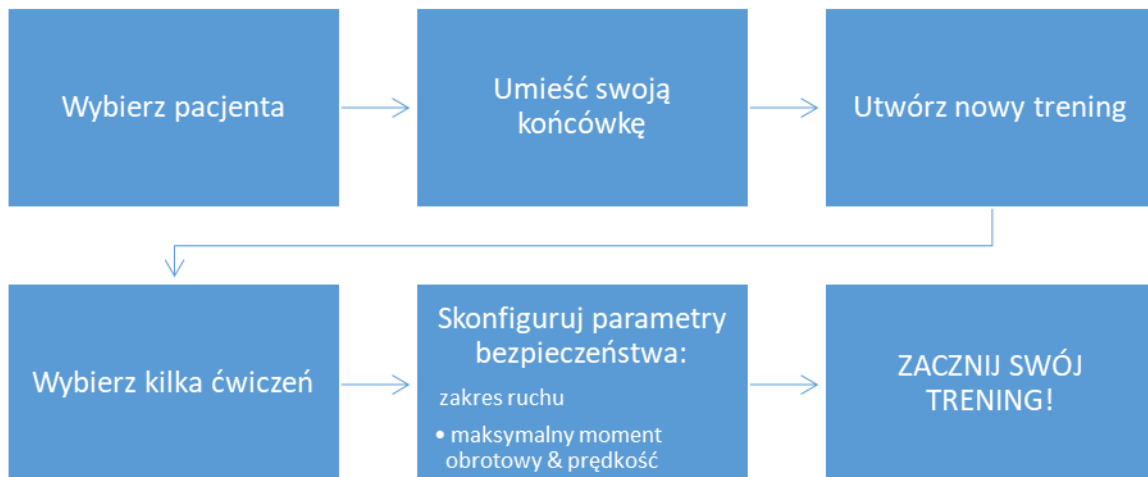 Wybierz pacjenta
Umieść swoją
końcówkę
Utwórz nowy trening
Wybierz kilka ćwiczeń
Skonfiguruj parametry
bezpieczeństwa:
zakres ruchu
• maksymalny moment
obrotowy & prędkość
ZACZNIJ SWÓJ
TRENING!